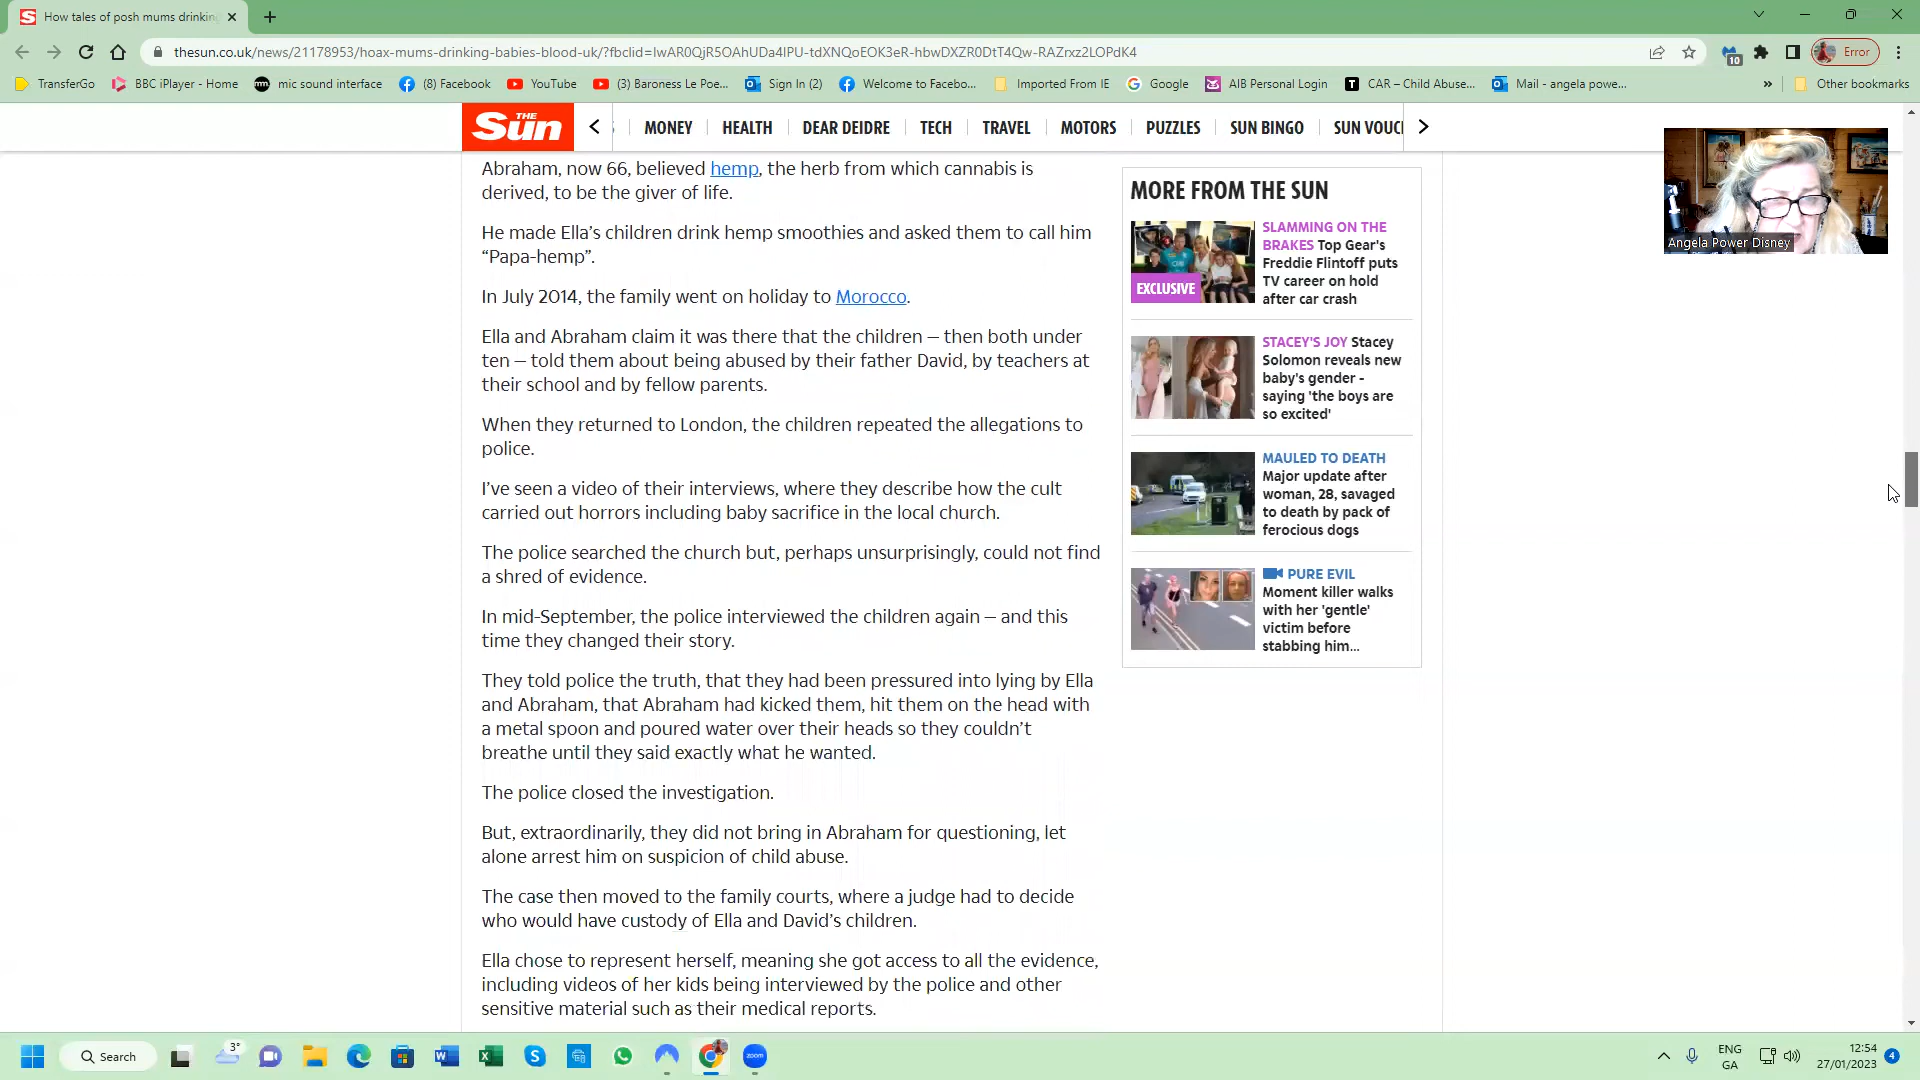 How tales of posh mums drinking
thesun.co.uk/news/21178953/hoax-mums-drinking-babies-blood-uk/?fbclid=IwAR0QjR5OAhUDa4IPU-tdXNQoEOK3eR-hbwDXZR0DtT4Qw-RAZrxz2LOPdK4
10
Error
TransferGo
BBC iPlayer - Home
mic sound interface
(8) Facebook
YouTube
(3) Baroness Le Poe...
Sign In (2)
Welcome to Facebo...
Imported From IE
Google
AIB Personal Login
CAR – Child Abuse...
Mail - angela powe...
»
Other bookmarks
THE Sun
MONEY
HEALTH
DEAR DEIDRE
TECH
TRAVEL
MOTORS
PUZZLES
SUN BINGO
SUN VOUC
Abraham, now 66, believed hemp, the herb from which cannabis is
derived, to be the giver of life.
He made Ella's children drink hemp smoothies and asked them to call him
“Papa-hemp”.
In July 2014, the family went on holiday to Morocco.
Ella and Abraham claim it was there that the children — then both under
ten — told them about being abused by their father David, by teachers at
their school and by fellow parents.
When they returned to London, the children repeated the allegations to
police.
I've seen a video of their interviews, where they describe how the cult
carried out horrors including baby sacrifice in the local church.
The police searched the church but, perhaps unsurprisingly, could not find
a shred of evidence.
In mid-September, the police interviewed the children again — and this
time they changed their story.
They told police the truth, that they had been pressured into lying by Ella
and Abraham, that Abraham had kicked them, hit them on the head with
a metal spoon and poured water over their heads so they couldn't
breathe until they said exactly what he wanted.
The police closed the investigation.
But, extraordinarily, they did not bring in Abraham for questioning, let
alone arrest him on suspicion of child abuse.
The case then moved to the family courts, where a judge had to decide
who would have custody of Ella and David's children.
Ella chose to represent herself, meaning she got access to all the evidence,
including videos of her kids being interviewed by the police and other
sensitive material such as their medical reports.
MORE FROM THE SUN
EXCLUSIVE
SLAMMING ON THE
BRAKES Top Gear's
Freddie Flintoff puts
TV career on hold
after car crash
STACEY'S JOY Stacey
Solomon reveals new
baby's gender -
saying 'the boys are
so excited'
MAULED TO DEATH
Major update after
woman, 28, savaged
to death by pack of
ferocious dogs
PURE EVIL
Moment killer walks
with her 'gentle'
victim before
stabbing him...
Angela Power Disney
Search
3°
zoom
ENG
GA
12:54
27/01/2023
4